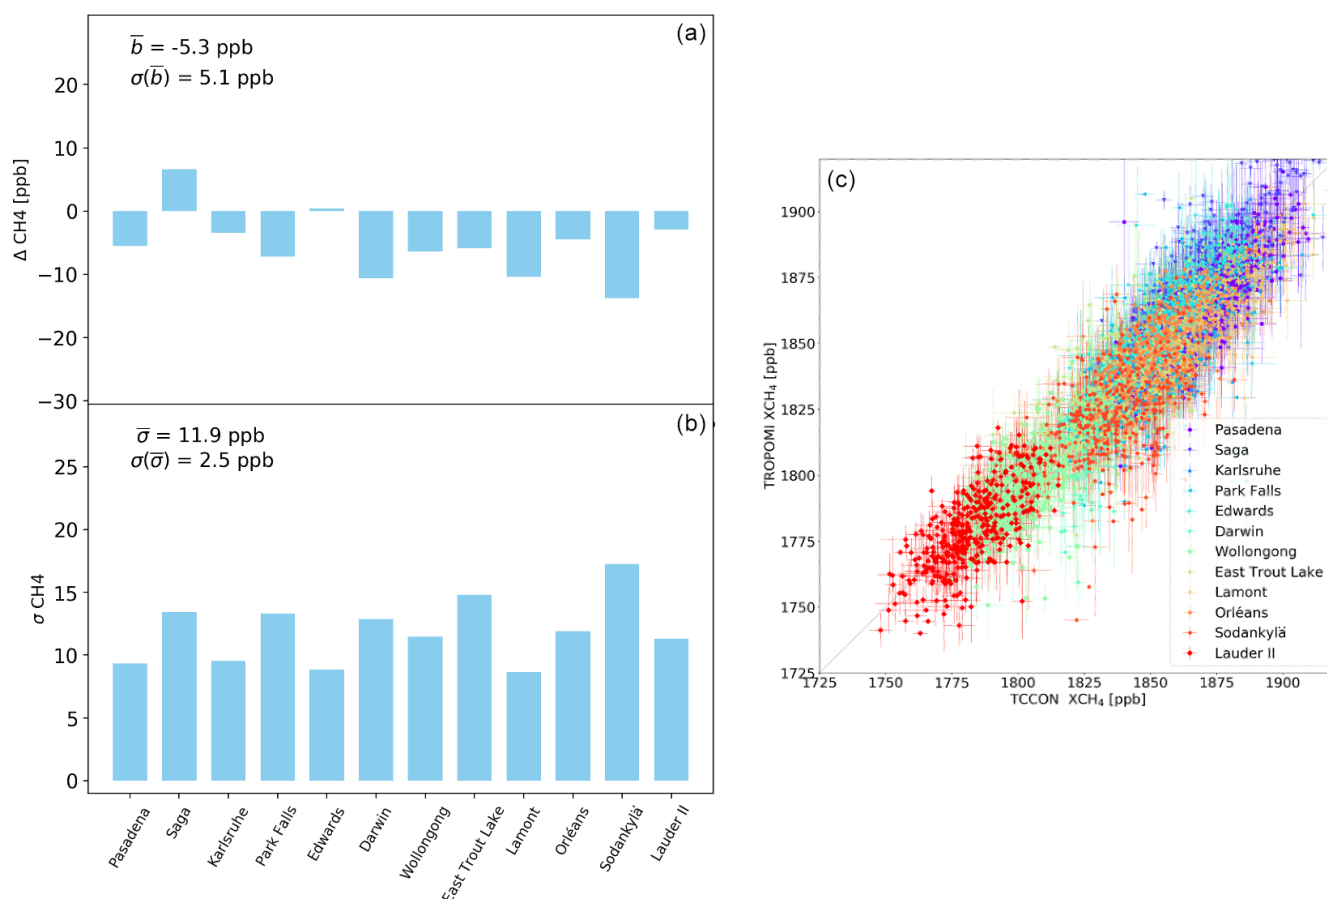 (a)
b̅ = -5.3 ppb
σ(b̅) = 5.1 ppb
Δ CH4 [ppb]
20
10
0
−10
−20
−30
(b)
σ̅ = 11.9 ppb
σ(σ̅) = 2.5 ppb
σ CH4
25
20
15
10
5
0
Pasadena
Saga
Karlsruhe
Park Falls
Edwards
Darwin
Wollongong
East Trout Lake
Lamont
Orléans
Sodankylä
Lauder II
(c)
TROPOMI XCH₄ [ppb]
1900
1875
1850
1825
1800
1775
1750
1725
Pasadena
Saga
Karlsruhe
Park Falls
Edwards
Darwin
Wollongong
East Trout Lake
Lamont
Orléans
Sodankylä
Lauder II
1725 1750 1775 1800 1825 1850 1875 1900
TCCON XCH₄ [ppb]